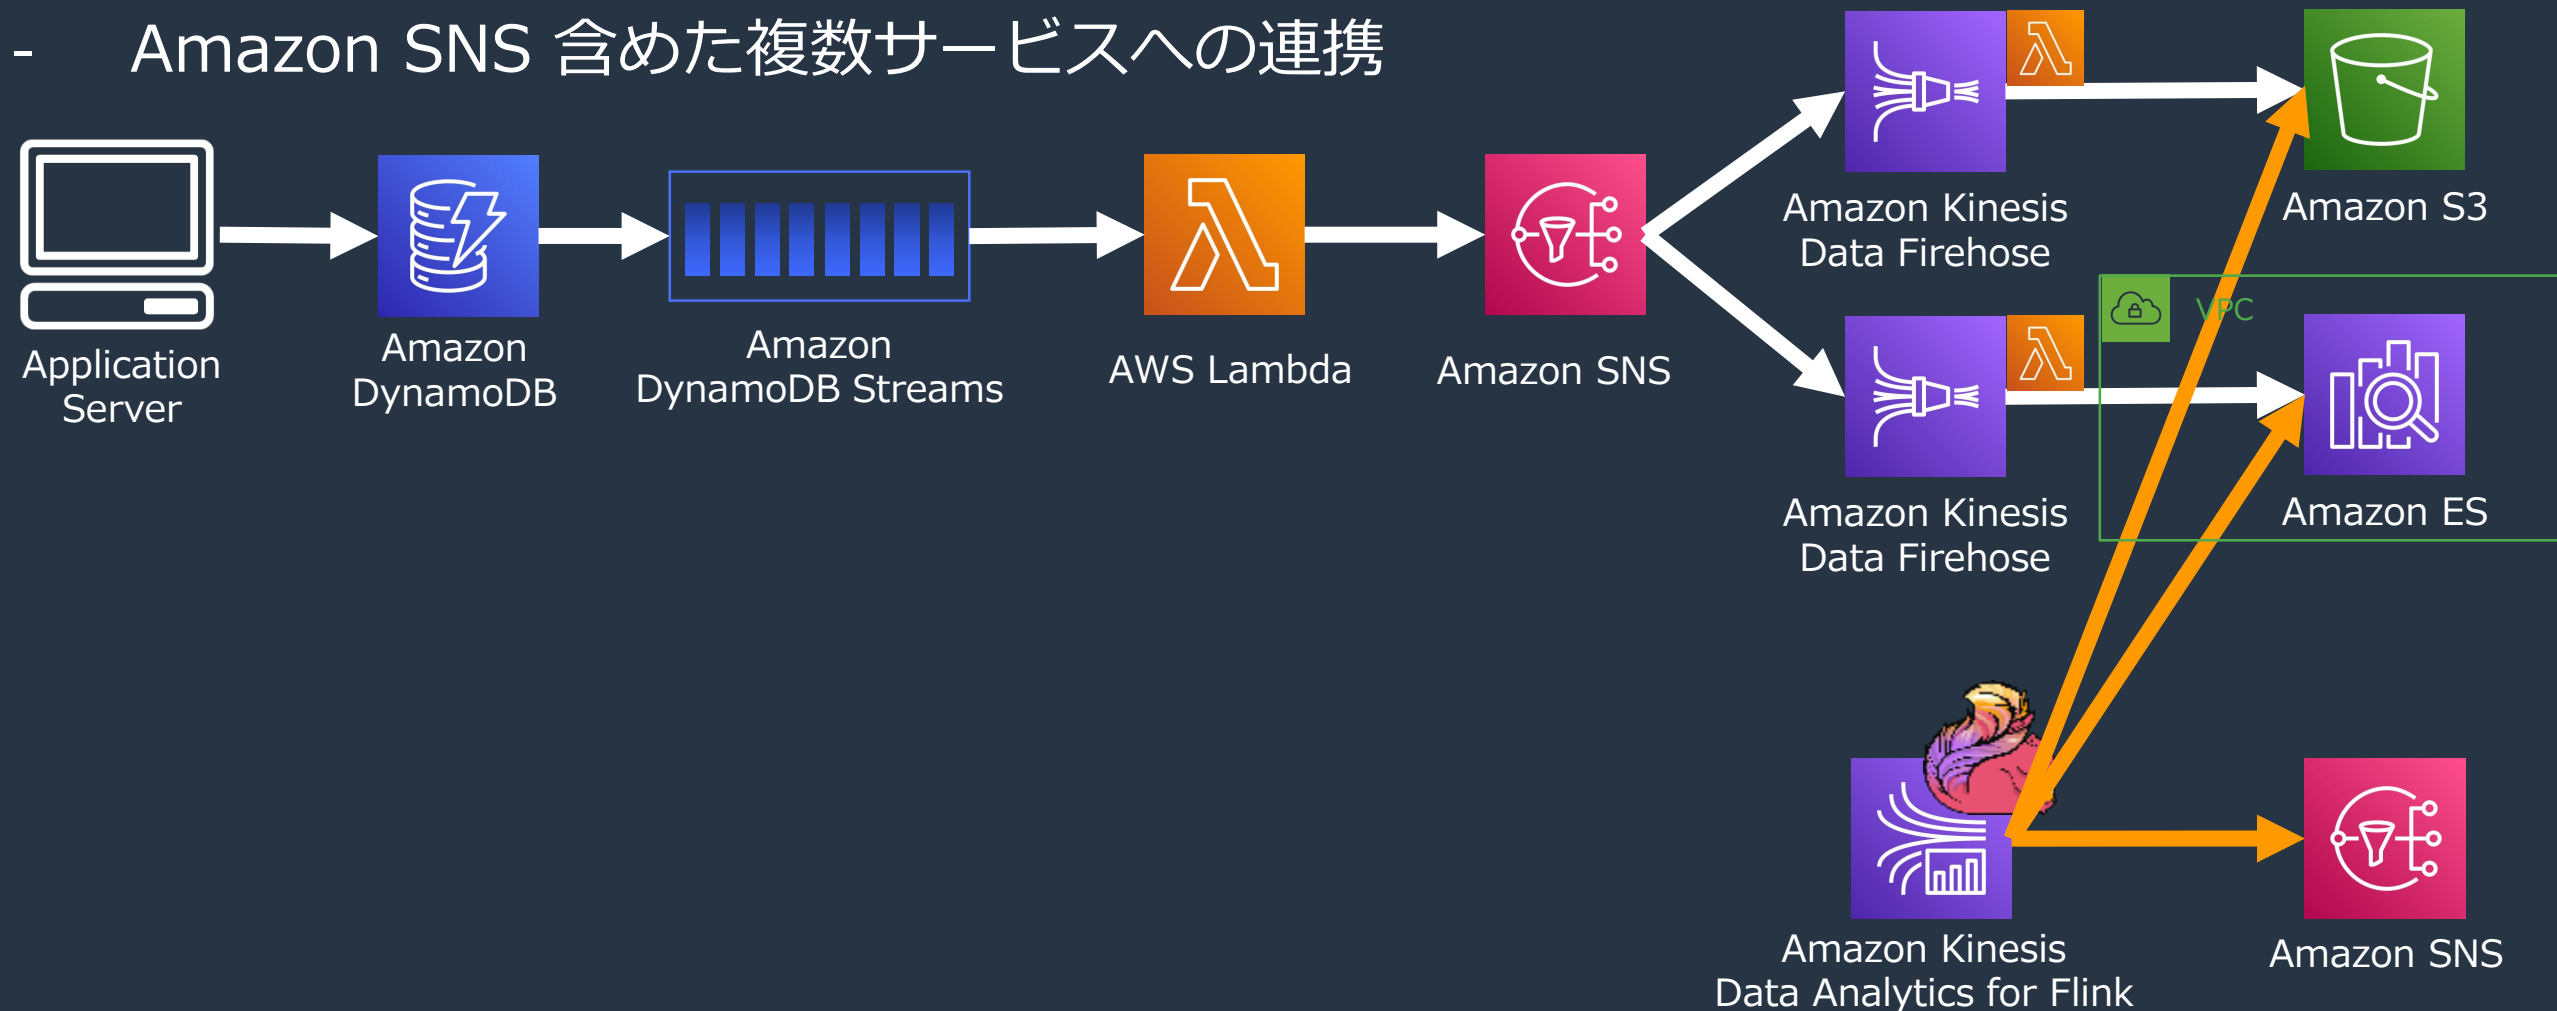 - Amazon SNS 含めた複数サービスへの連携
Application
Server
Amazon
DynamoDB
Amazon
DynamoDB Streams
AWS Lambda
Amazon SNS
Amazon Kinesis
Data Firehose
Amazon S3
VPC
Amazon Kinesis
Data Firehose
Amazon ES
Amazon Kinesis
Data Analytics for Flink
Amazon SNS